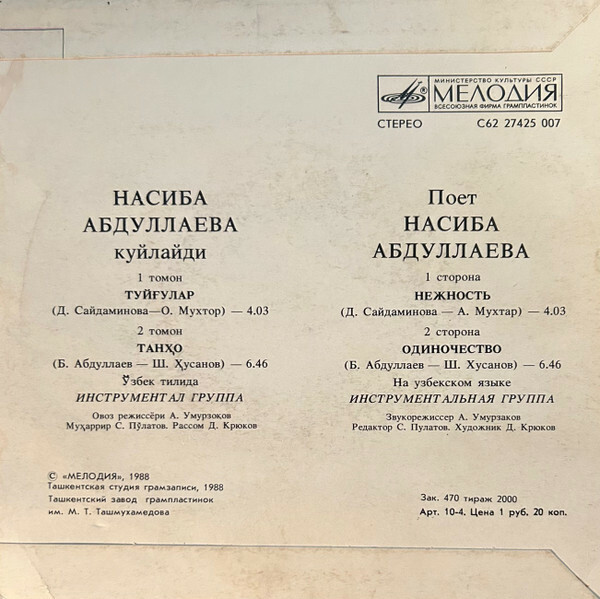 МИНИСТЕРСТВО КУЛЬТУРЫ СССР
® МЕЛОДИЯ
ВСЕСОЮЗНАЯ ФИРМА ГРАМПЛАСТИНОК
СТЕРЕО С62 27425 007
НАСИБА
АБДУЛЛАЕВА
куйлайди
1 томон
ТУЙҒУЛАР
(Д. Сайдаминова—О. Мухтор) — 4.03
2 томон
ТАНҲО
(Б. Абдуллаев — Ш. Ҳусанов) — 6.46
Ўзбек тилида
ИНСТРУМЕНТАЛ ГРУППА
Овоз режиссёри А. Умурзоқов
Муҳаррир С. Пўлатов. Рассом Д. Крюков
Поет
НАСИБА
АБДУЛЛАЕВА
1 сторона
НЕЖНОСТЬ
(Д. Сайдаминова — А. Мухтар) — 4.03
2 сторона
ОДИНОЧЕСТВО
(Б. Абдуллаев — Ш. Хусанов) — 6.46
На узбекском языке
ИНСТРУМЕНТАЛЬНАЯ ГРУППА
Звукорежиссер А. Умурзаков
Редактор С. Пулатов. Художник Д. Крюков
© «МЕЛОДИЯ», 1988
Ташкентская студия грамзаписи, 1988
Ташкентский завод грампластинок
им. М. Т. Ташмухамедова
Зак. 470 тираж 2000
Арт. 10-4. Цена 1 руб. 20 коп.